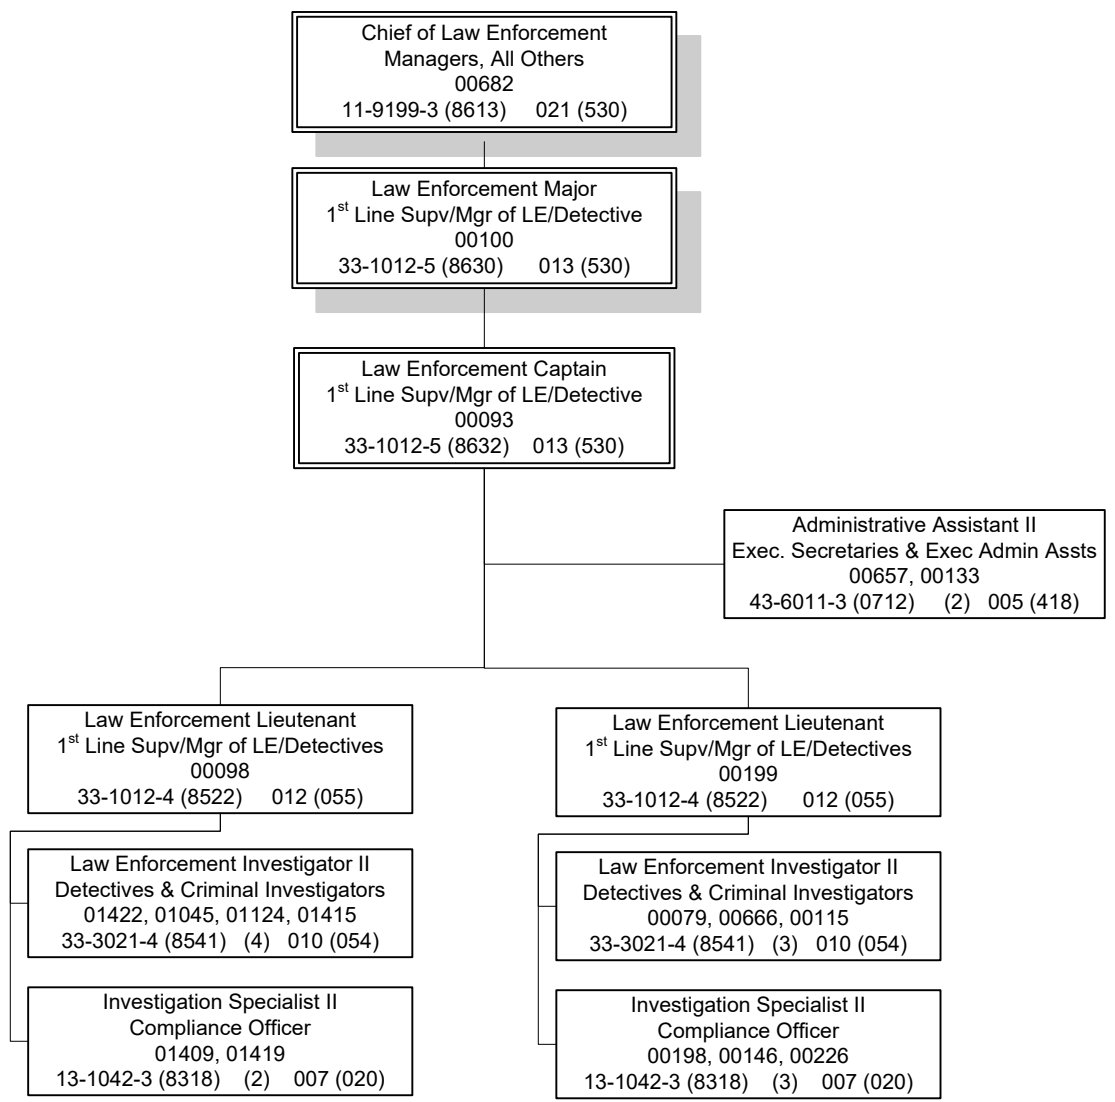 Chief of Law Enforcement
Managers, All Others
00682
11-9199-3 (8613) 021 (530)
Law Enforcement Major
1st Line Supv/Mgr of LE/Detective
00100
33-1012-5 (8630) 013 (530)
Law Enforcement Captain
1st Line Supv/Mgr of LE/Detective
00093
33-1012-5 (8632) 013 (530)
Administrative Assistant II
Exec. Secretaries & Exec Admin Assts
00657, 00133
43-6011-3 (0712) (2) 005 (418)
Law Enforcement Lieutenant
1st Line Supv/Mgr of LE/Detectives
00098
33-1012-4 (8522) 012 (055)
Law Enforcement Investigator II
Detectives & Criminal Investigators
01422, 01045, 01124, 01415
33-3021-4 (8541) (4) 010 (054)
Investigation Specialist II
Compliance Officer
01409, 01419
13-1042-3 (8318) (2) 007 (020)
Law Enforcement Lieutenant
1st Line Supv/Mgr of LE/Detectives
00199
33-1012-4 (8522) 012 (055)
Law Enforcement Investigator II
Detectives & Criminal Investigators
00079, 00666, 00115
33-3021-4 (8541) (3) 010 (054)
Investigation Specialist II
Compliance Officer
00198, 00146, 00226
13-1042-3 (8318) (3) 007 (020)